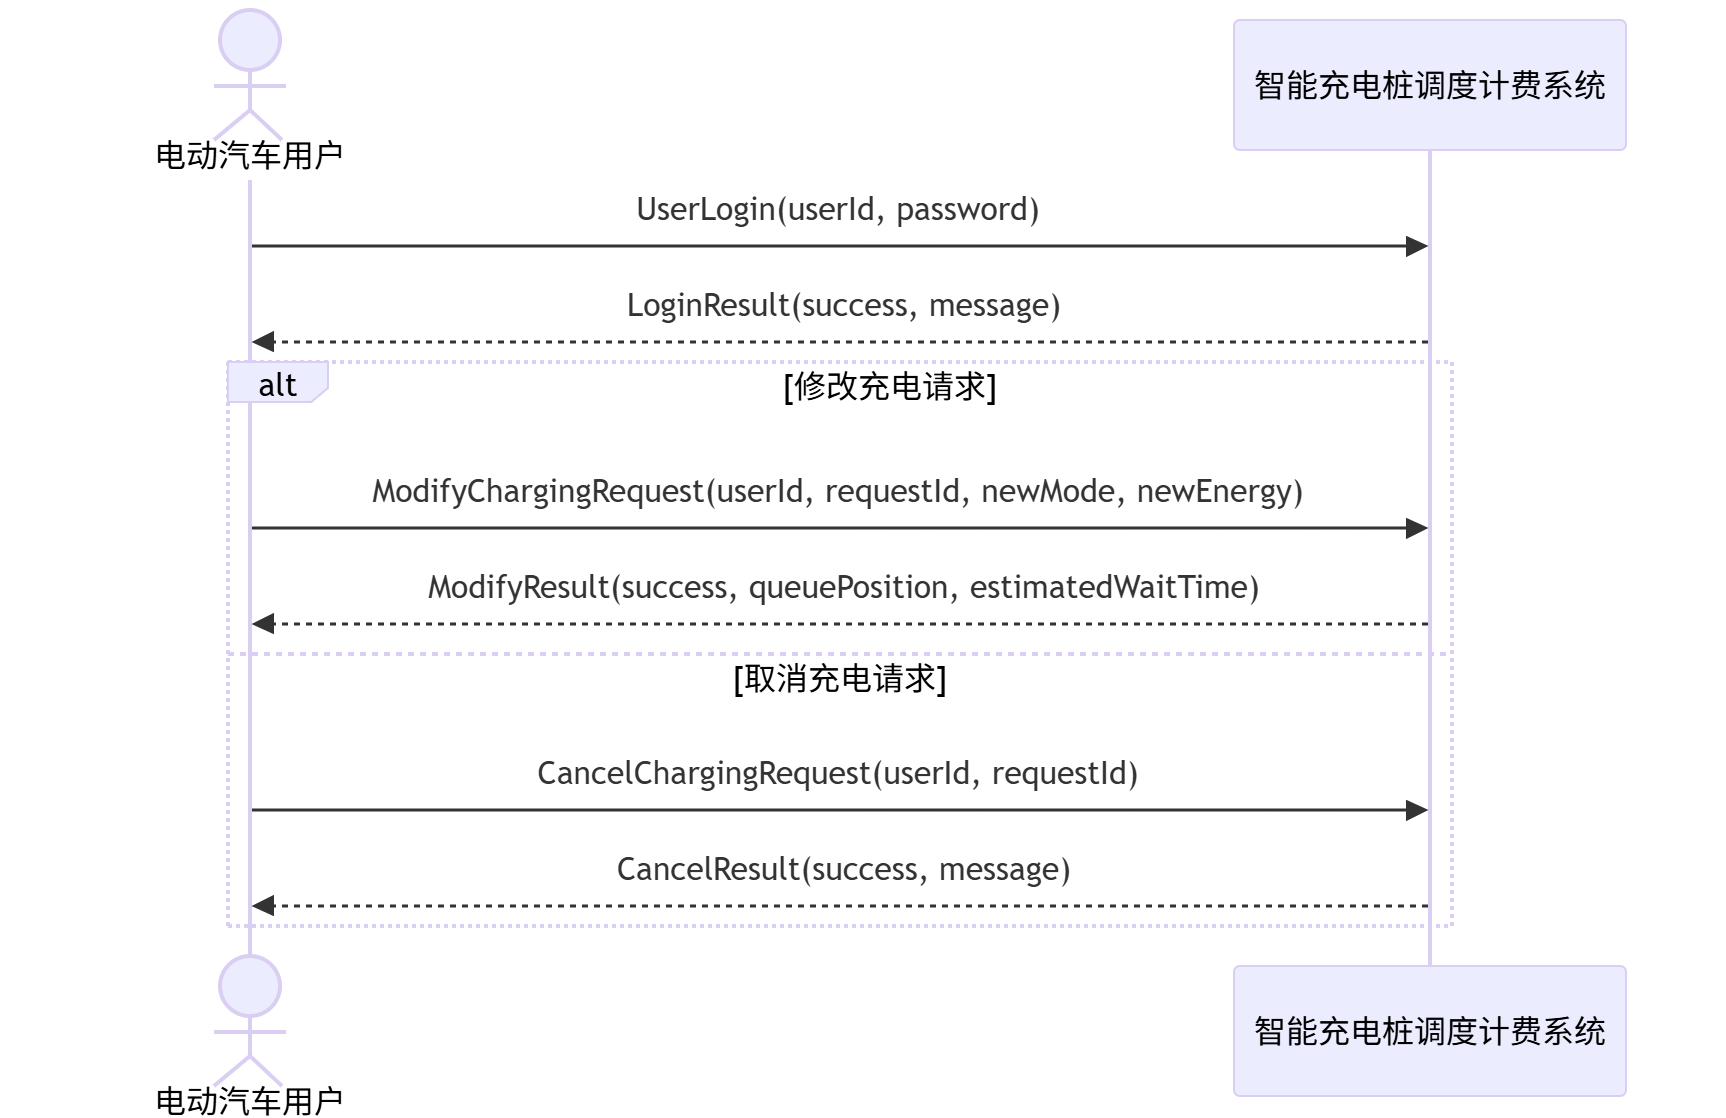 电动汽车用户
智能充电桩调度计费系统
UserLogin(userId, password)
LoginResult(success, message)
alt
[修改充电请求]
ModifyChargingRequest(userId, requestId, newMode, newEnergy)
ModifyResult(success, queuePosition, estimatedWaitTime)
[取消充电请求]
CancelChargingRequest(userId, requestId)
CancelResult(success, message)
电动汽车用户
智能充电桩调度计费系统